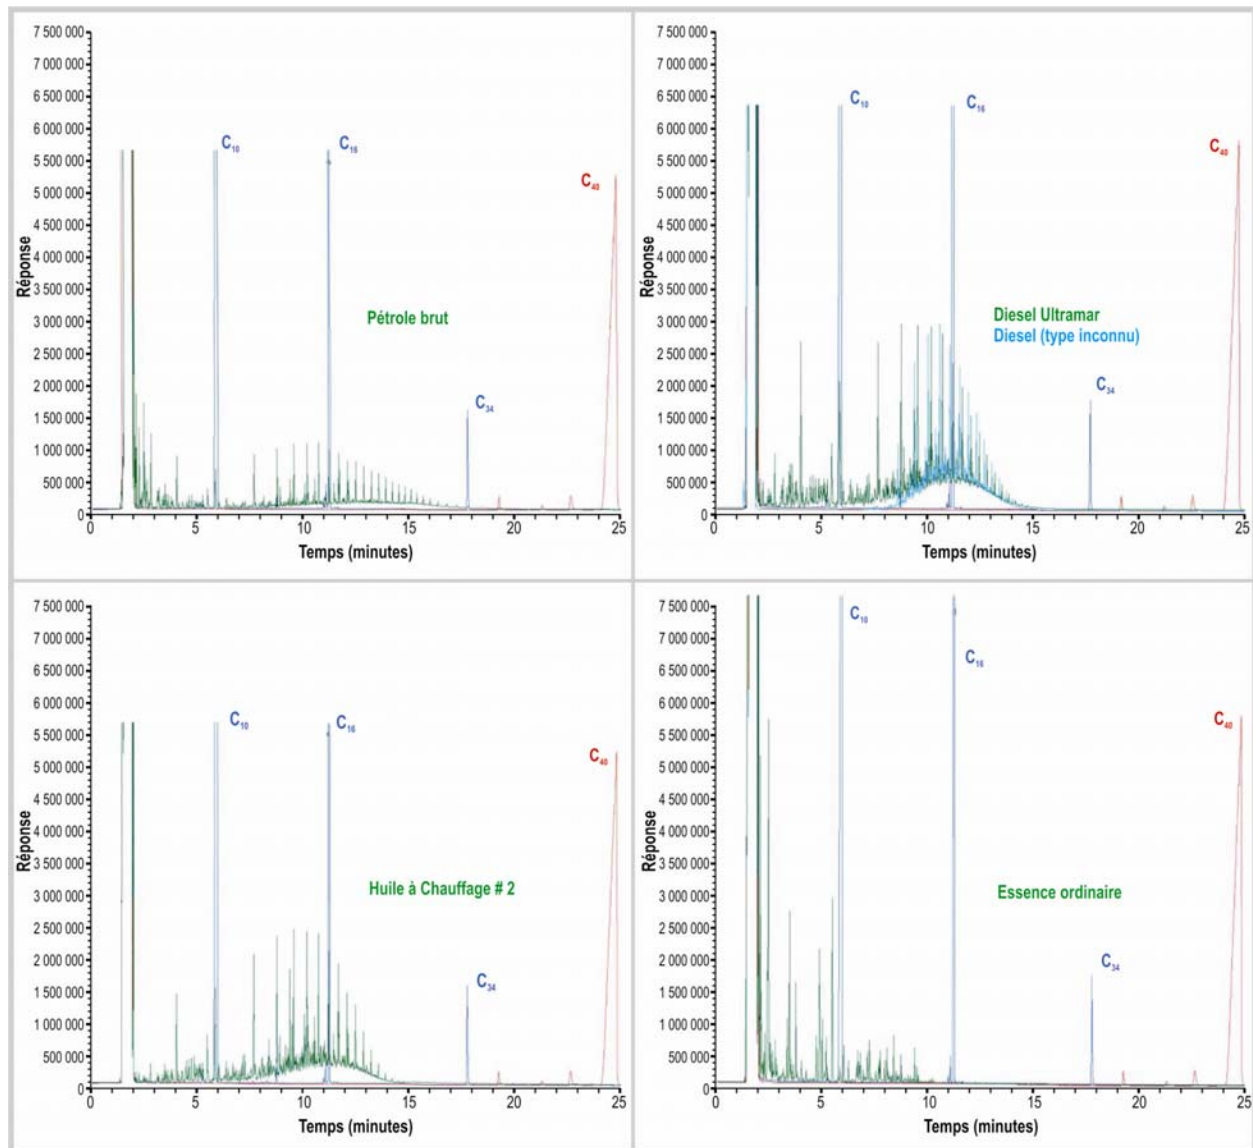 7 500 000
7 000 000
6 500 000
6 000 000
5 500 000
5 000 000
4 500 000
4 000 000
3 500 000
3 000 000
2 500 000
2 000 000
1 500 000
1 000 000
500 000
0
Réponse
C10
C16
C40
Pétrole brut
C34
0 5 10 15 20 25
Temps (minutes)
7 500 000
7 000 000
6 500 000
6 000 000
5 500 000
5 000 000
4 500 000
4 000 000
3 500 000
3 000 000
2 500 000
2 000 000
1 500 000
1 000 000
500 000
0
Réponse
C10
C16
C40
Diesel Ultramar
Diesel (type inconnu)
C34
0 5 10 15 20 25
Temps (minutes)
7 500 000
7 000 000
6 500 000
6 000 000
5 500 000
5 000 000
4 500 000
4 000 000
3 500 000
3 000 000
2 500 000
2 000 000
1 500 000
1 000 000
500 000
0
Réponse
C10
C16
C40
Huile à Chauffage # 2
C34
0 5 10 15 20 25
Temps (minutes)
7 500 000
7 000 000
6 500 000
6 000 000
5 500 000
5 000 000
4 500 000
4 000 000
3 500 000
3 000 000
2 500 000
2 000 000
1 500 000
1 000 000
500 000
0
Réponse
C10
C16
C40
Essence ordinaire
C34
0 5 10 15 20 25
Temps (minutes)